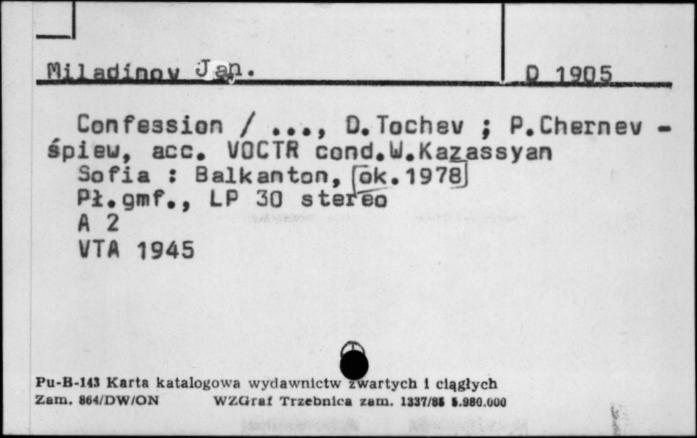 Miladinov Jan. D 1905
Confession / ..., D.Tochev ; P.Chernev -
śpiew, acc. VOCTR cond.W.Kazassyan
Sofia : Balkanton, [ok.1978]
Pł.gmf., LP 30 stereo
A 2
VTA 1945
Pu-B-143 Karta katalogowa wydawnictw zwartych i ciągłych
Zam. 864/DW/ON WZGraf Trzebnica zam. 1337/88 5.980.000